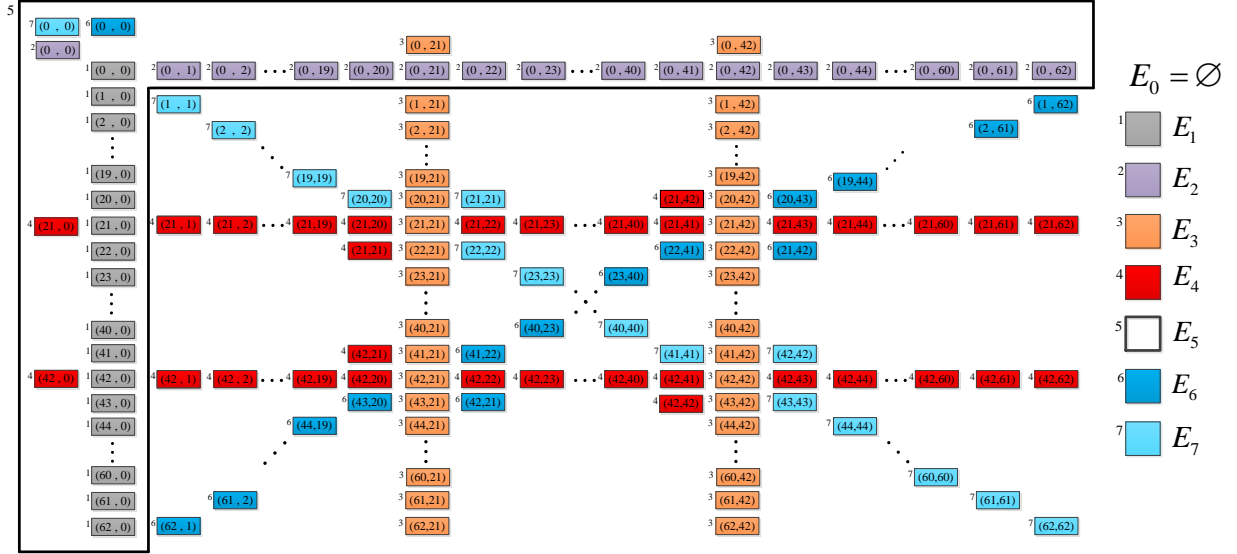 5
7 (0 , 0) 6 (0 , 0)
2 (0 , 0) 3 (0 , 21) 3 (0 , 42)
1 (0 , 0) 2 (0 , 1) 2 (0 , 2) ••• 2 (0 , 19) 2 (0 , 20) 2 (0 , 21) 2 (0 , 22) 2 (0 , 23) ••• 2 (0 , 40) 2 (0 , 41) 2 (0 , 42) 2 (0 , 43) 2 (0 , 44) ••• 2 (0 , 60) 2 (0 , 61) 2 (0 , 62)
E0 = ∅
1 (1 , 0) 7 (1 , 1) 3 (1 , 21) 3 (1 , 42) 6 (1 , 62)
1 (2 , 0) 7 (2 , 2) 3 (2 , 21) 3 (2 , 42) 6 (2 , 61)
1 E1
1 (19 , 0) 7 (19,19) 3 (19,21) 3 (19,42) 6 (19,44)
2 E2
1 (20 , 0) 7 (20,20) 3 (20,21) 7 (21,21) 4 (21,42) 3 (20,42) 6 (20,43)
4 (21 , 0) 1 (21 , 0) 4 (21 , 1) 4 (21 , 2) ••• 4 (21,19) 4 (21,20) 3 (21,21) 4 (21,22) 4 (21,23) ••• 4 (21,40) 4 (21,41) 3 (21,42) 4 (21,43) 4 (21,44) ••• 4 (21,60) 4 (21,61) 4 (21,62)
3 E3
1 (22 , 0) 4 (21,21) 3 (22,21) 7 (22,22) 6 (22,41) 3 (22,42) 6 (21,42)
1 (23 , 0) 3 (23,21) 7 (23,23) 6 (23,40) 3 (23,42)
4 E4
1 (40 , 0) 3 (40,21) 6 (40,23) 7 (40,40) 3 (40,42)
5 E5
1 (41 , 0) 4 (42,21) 3 (41,21) 6 (41,22) 7 (41,41) 3 (41,42) 7 (42,42)
4 (42 , 0) 1 (42 , 0) 4 (42 , 1) 4 (42 , 2) ••• 4 (42,19) 4 (42,20) 3 (42,21) 4 (42,22) 4 (42,23) ••• 4 (42,40) 4 (42,41) 3 (42,42) 4 (42,43) 4 (42,44) ••• 4 (42,60) 4 (42,61) 4 (42,62)
6 E6
1 (43 , 0) 6 (43,20) 3 (43,21) 6 (42,21) 4 (42,42) 3 (43,42) 7 (43,43)
1 (44 , 0) 6 (44,19) 3 (44,21) 3 (44,42) 7 (44,44)
7 E7
1 (60 , 0) 3 (60,21) 3 (60,42) 7 (60,60)
1 (61 , 0) 6 (61 , 2) 3 (61,21) 3 (61,42) 7 (61,61)
1 (62 , 0) 6 (62 , 1) 3 (62,21) 3 (62,42) 7 (62,62)